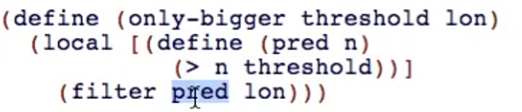 (define (only-bigger threshold lon)
(local [(define (pred n)
(> n threshold))]
(filter pred lon)))